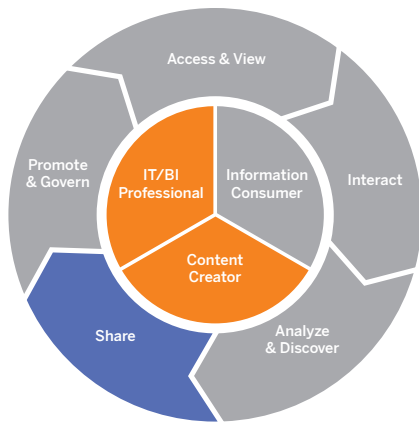 Access & View
Promote
& Govern
IT/BI
Professional
Information
Consumer
Interact
Content
Creator
Share
Analyze
& Discover